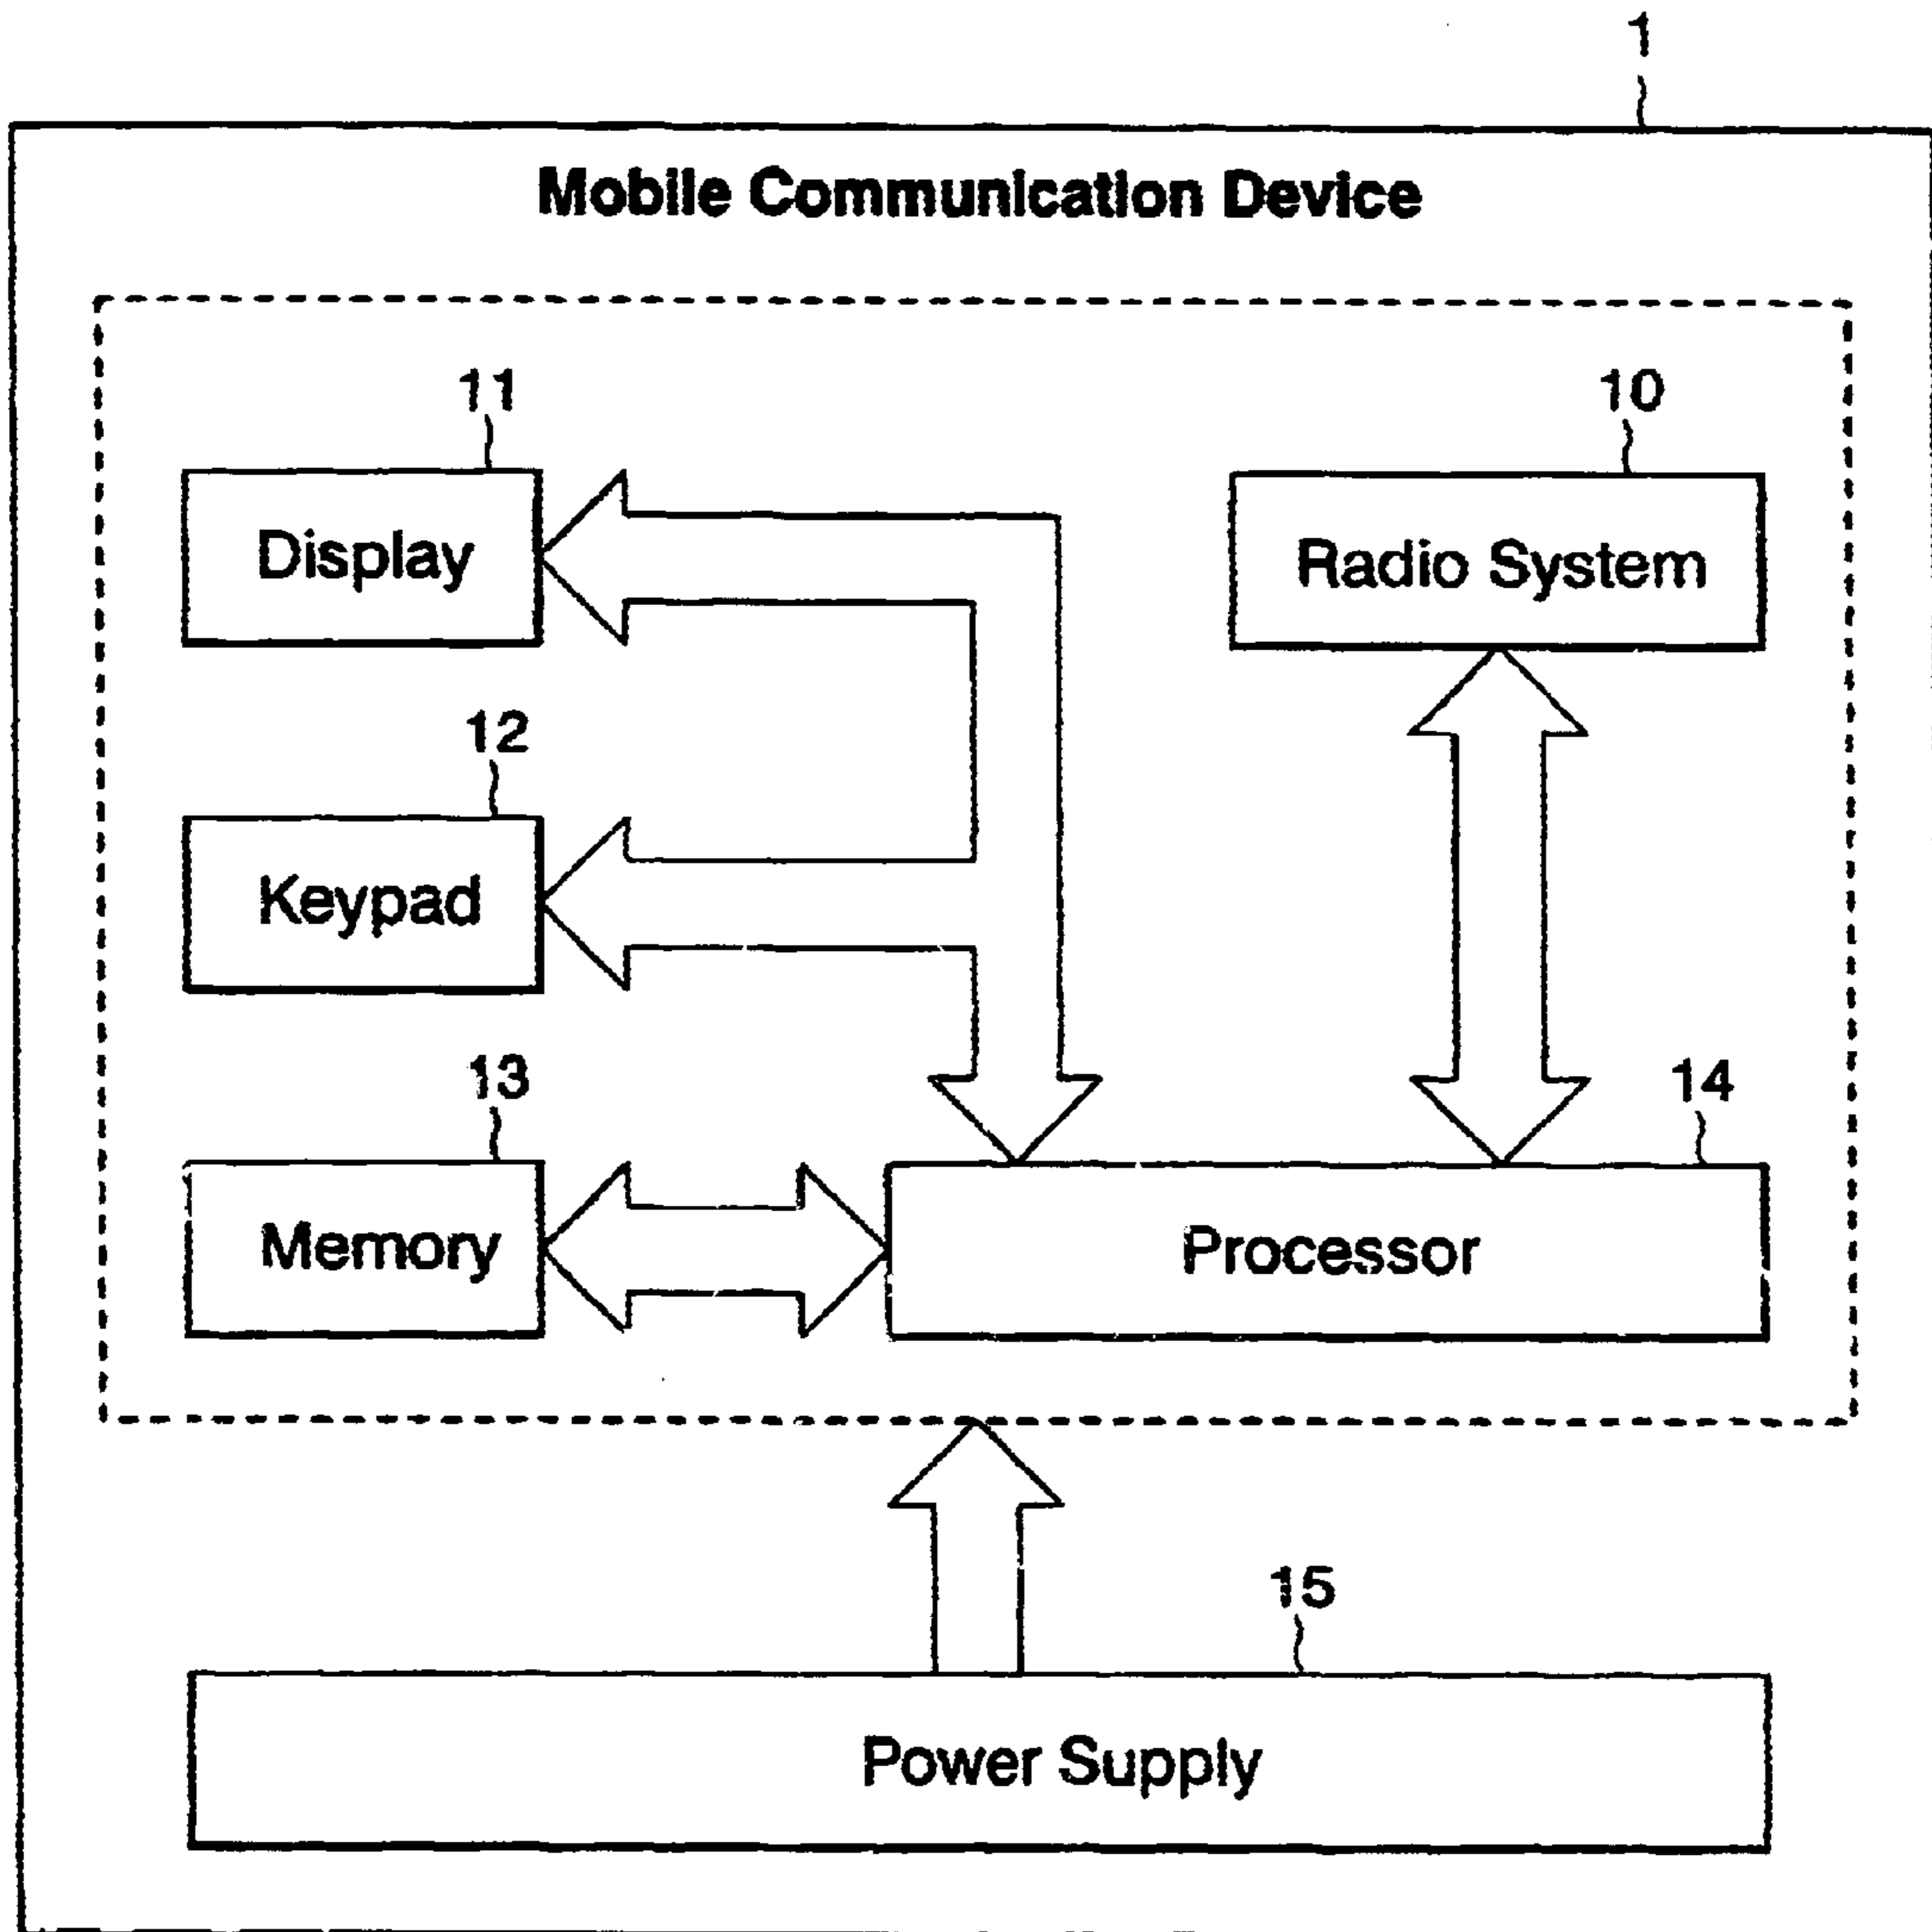 1
Mobile Communication Device
11
10
Display
Radio System
12
Keypad
13
14
Memory
Processor
15
Power Supply